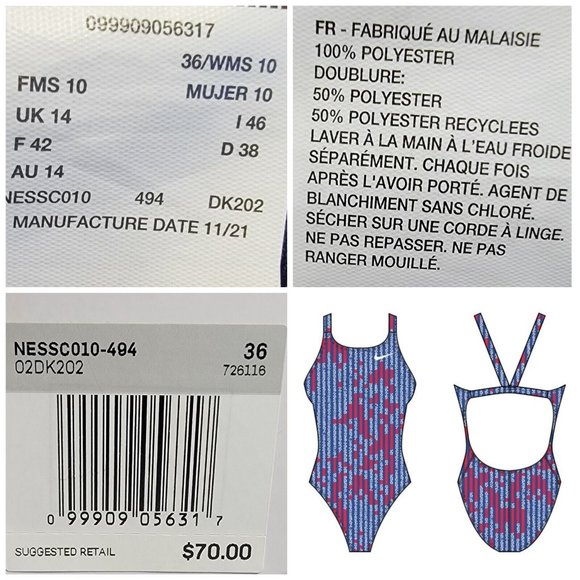 099909056317
36/WMS 10
FMS 10 MUJER 10
UK 14 I 46
F 42 D 38
AU 14
NESSC010 494 DK202
MANUFACTURE DATE 11/21
FR - FABRIQUÉ AU MALAISIE
100% POLYESTER
DOUBLURE:
50% POLYESTER
50% POLYESTER RECYCLEES
LAVER À LA MAIN À L'EAU FROIDE
SÉPARÉMENT. CHAQUE FOIS
APRÈS L'AVOIR PORTÉ. AGENT DE
BLANCHIMENT SANS CHLORÉ.
SÉCHER SUR UNE CORDE À LINGE.
NE PAS REPASSER. NE PAS
RANGER MOUILLÉ.
NESSC010-494 36
02DK202 726116
0 99909 05631 7
SUGGESTED RETAIL $70.00